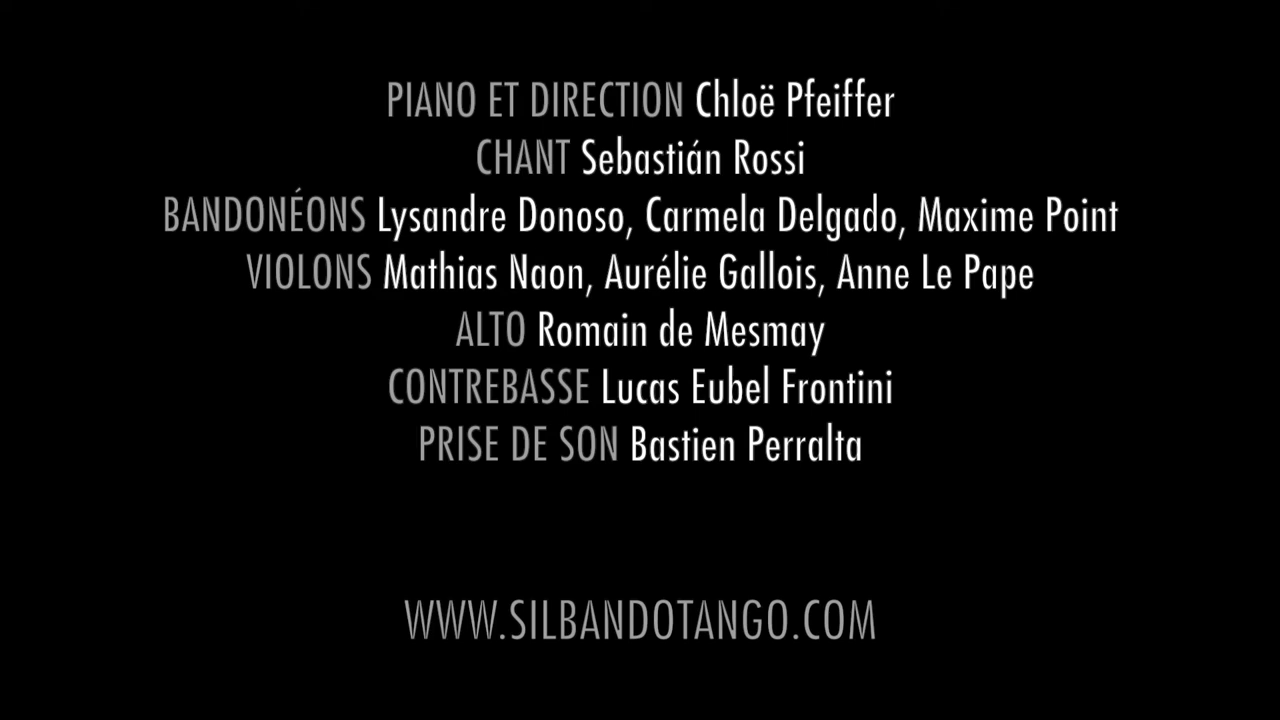 PIANO ET DIRECTION Chloë Pfeiffer
CHANT Sebastián Rossi
BANDONÉONS Lysandre Donoso, Carmela Delgado, Maxime Point
VIOLONS Mathias Naon, Aurélie Gallois, Anne Le Pape
ALTO Romain de Mesmay
CONTREBASSE Lucas Eubel Frontini
PRISE DE SON Bastien Perralta
WWW.SILBANDOTANGO.COM